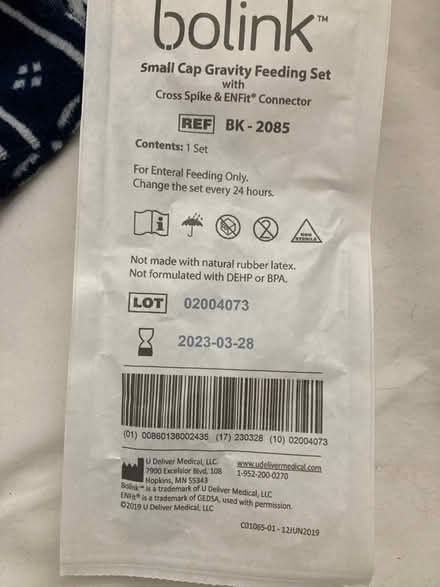 bolink™
Small Cap Gravity Feeding Set
with
Cross Spike & ENFit® Connector
REF BK - 2085
Contents: 1 Set
For Enteral Feeding Only.
Change the set every 24 hours.
NON
STERILE
Not made with natural rubber latex.
Not formulated with DEHP or BPA.
LOT 02004073
2023-03-28
(01) 00860138002435 (17) 230328 (10) 02004073
U Deliver Medical, LLC
7900 Excelsior Blvd, 108
Hopkins, MN 55343
www.udelivermedical.com
1-952-200-0270
Bolink™ is a trademark of U Deliver Medical, LLC
ENFit® is a trademark of GEDSA, used with permission.
©2019 U Deliver Medical, LLC
C01065-01 - 12JUN2019